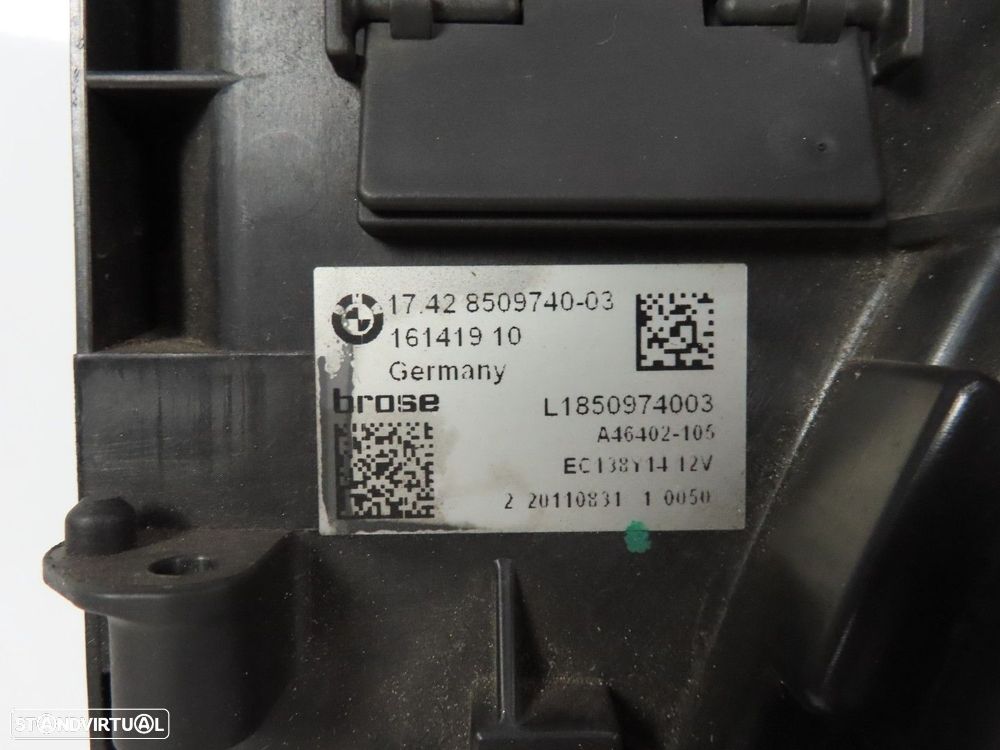 17.42 8509740-03
161419 10
Germany
brose
L1850974003
A46402-105
EC138Y14 12V
2 20110831 1 0050
STANDVIRTUAL